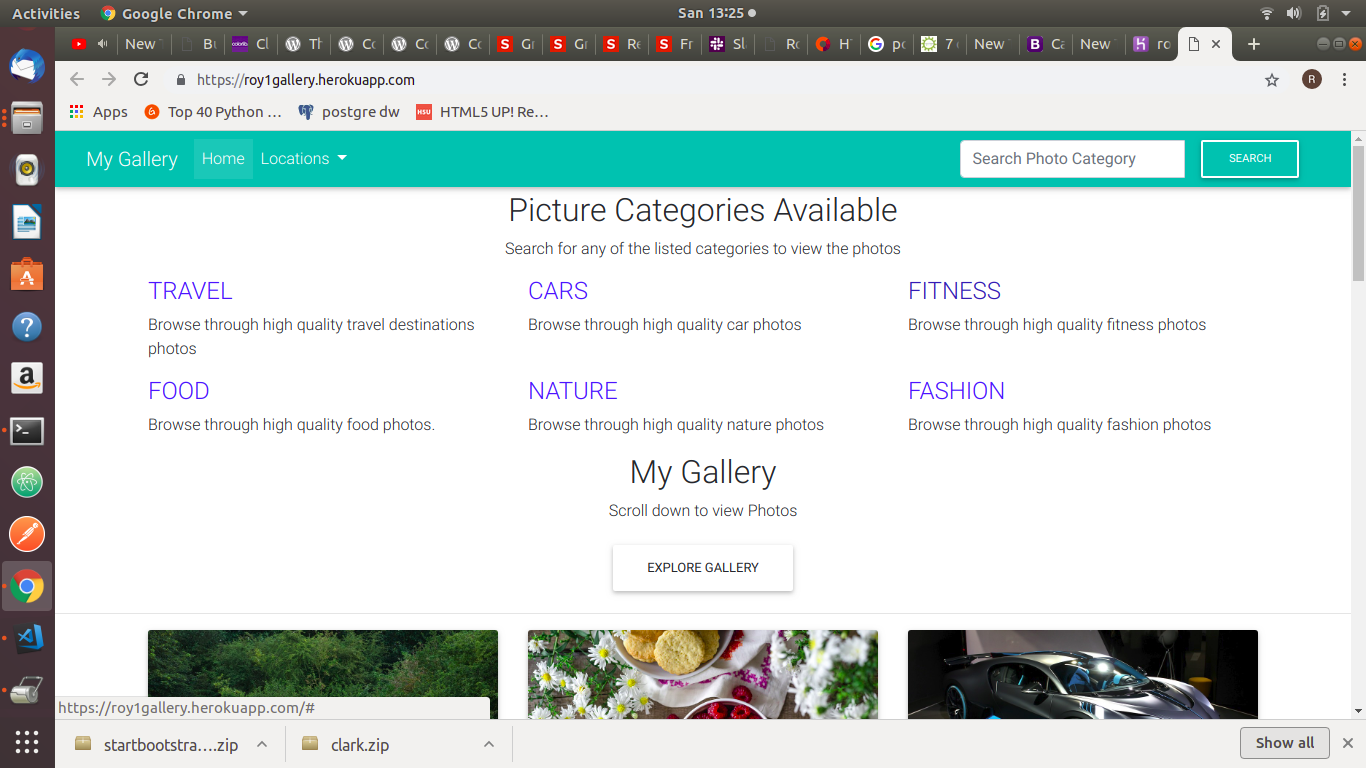 Activities Google Chrome San 13:25
New
Bu
Cl
Th
Co
Co
Co
Gr
Gr
Re
Fr
Sl
Ro
H
po
7
New
Ca
New
ro
https://roy1gallery.herokuapp.com
R
Apps Top 40 Python … postgre dw HTML5 UP! Re…
My Gallery Home Locations Search Photo Category SEARCH
Picture Categories Available
Search for any of the listed categories to view the photos
TRAVEL CARS FITNESS
Browse through high quality travel destinations photos
Browse through high quality car photos
Browse through high quality fitness photos
FOOD NATURE FASHION
Browse through high quality food photos.
Browse through high quality nature photos
Browse through high quality fashion photos
My Gallery
Scroll down to view Photos
EXPLORE GALLERY
https://roy1gallery.herokuapp.com/#
startbootstra....zip clark.zip Show all